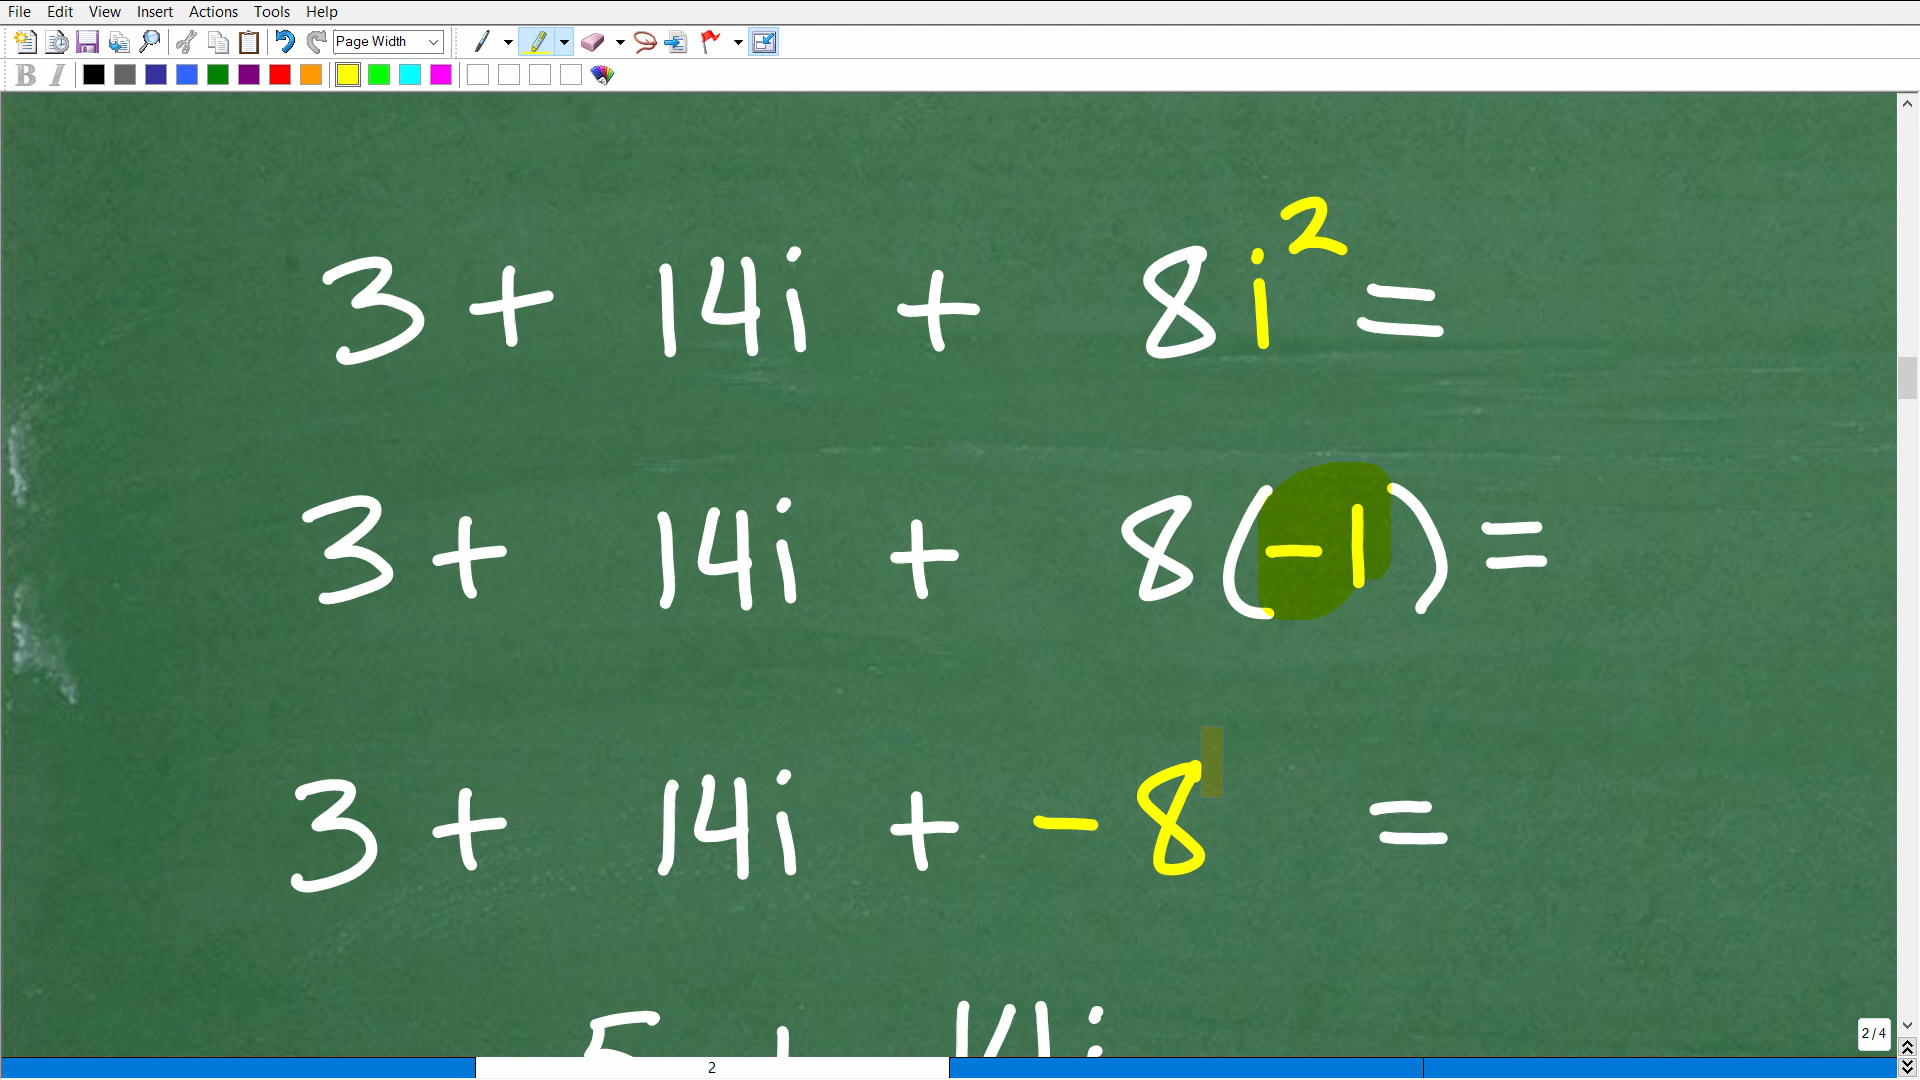 File Edit View Insert Actions Tools Help
Page Width
B I
3 + 14i + 8i² =
3 + 14i + 8(-1) =
3 + 14i + -8 =
2/4
2